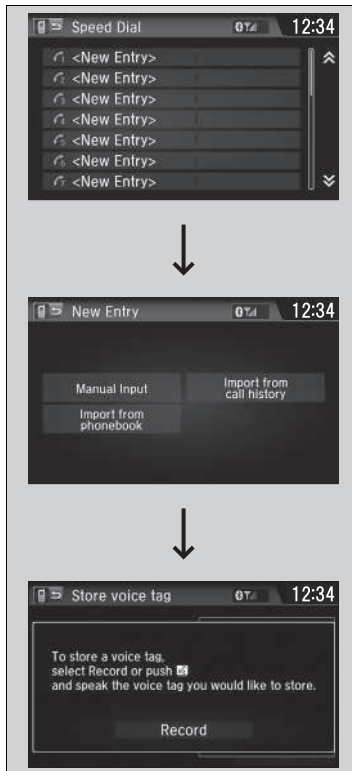 Speed Dial 12:34
<New Entry>
<New Entry>
<New Entry>
<New Entry>
<New Entry>
<New Entry>
<New Entry>
New Entry 12:34
Manual Input
Import from
call history
Import from
phonebook
Store voice tag 12:34
To store a voice tag,
select Record or push
and speak the voice tag you would like to store.
Record